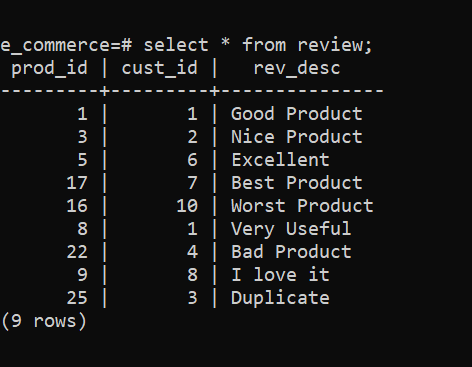 e_commerce=# select * from review;
 prod_id | cust_id |   rev_desc
---------+---------+---------------
       1 |       1 | Good Product
       3 |       2 | Nice Product
       5 |       6 | Excellent
      17 |       7 | Best Product
      16 |      10 | Worst Product
       8 |       1 | Very Useful
      22 |       4 | Bad Product
       9 |       8 | I love it
      25 |       3 | Duplicate
(9 rows)